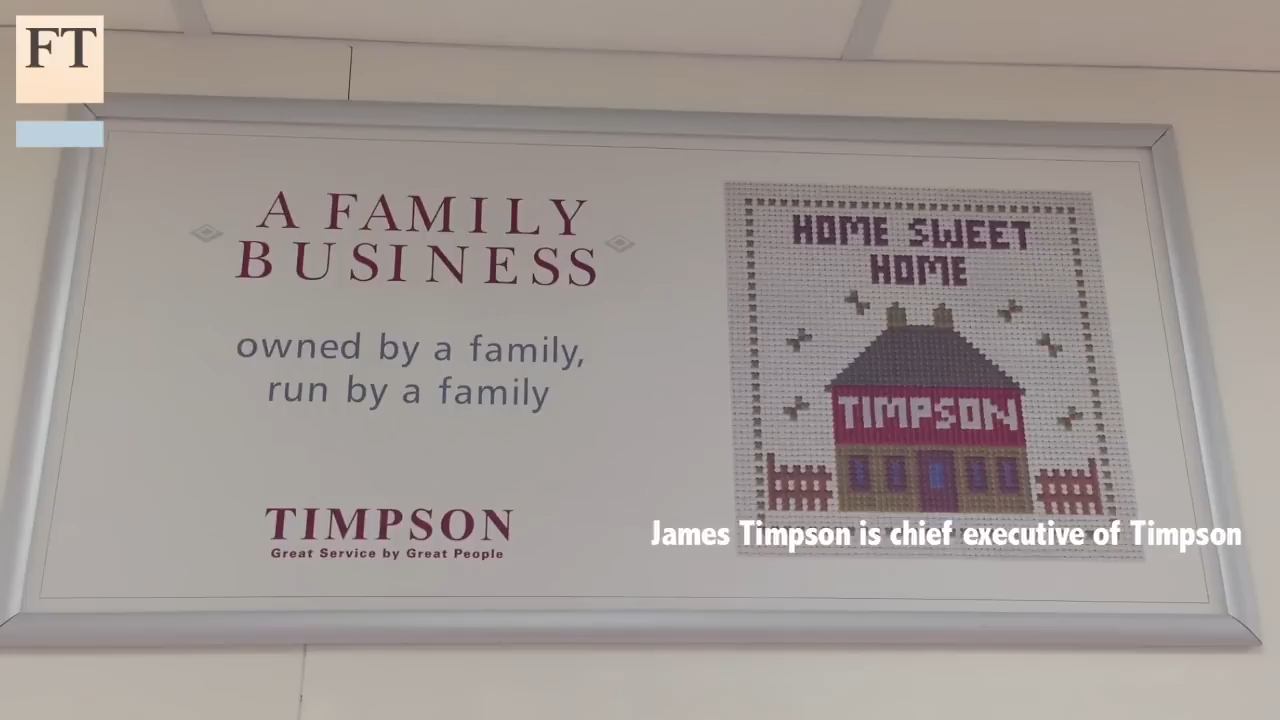 FT
A FAMILY
BUSINESS
owned by a family,
run by a family
TIMPSON
Great Service by Great People
HOME SWEET
HOME
TIMPSON
James Timpson is chief executive of Timpson